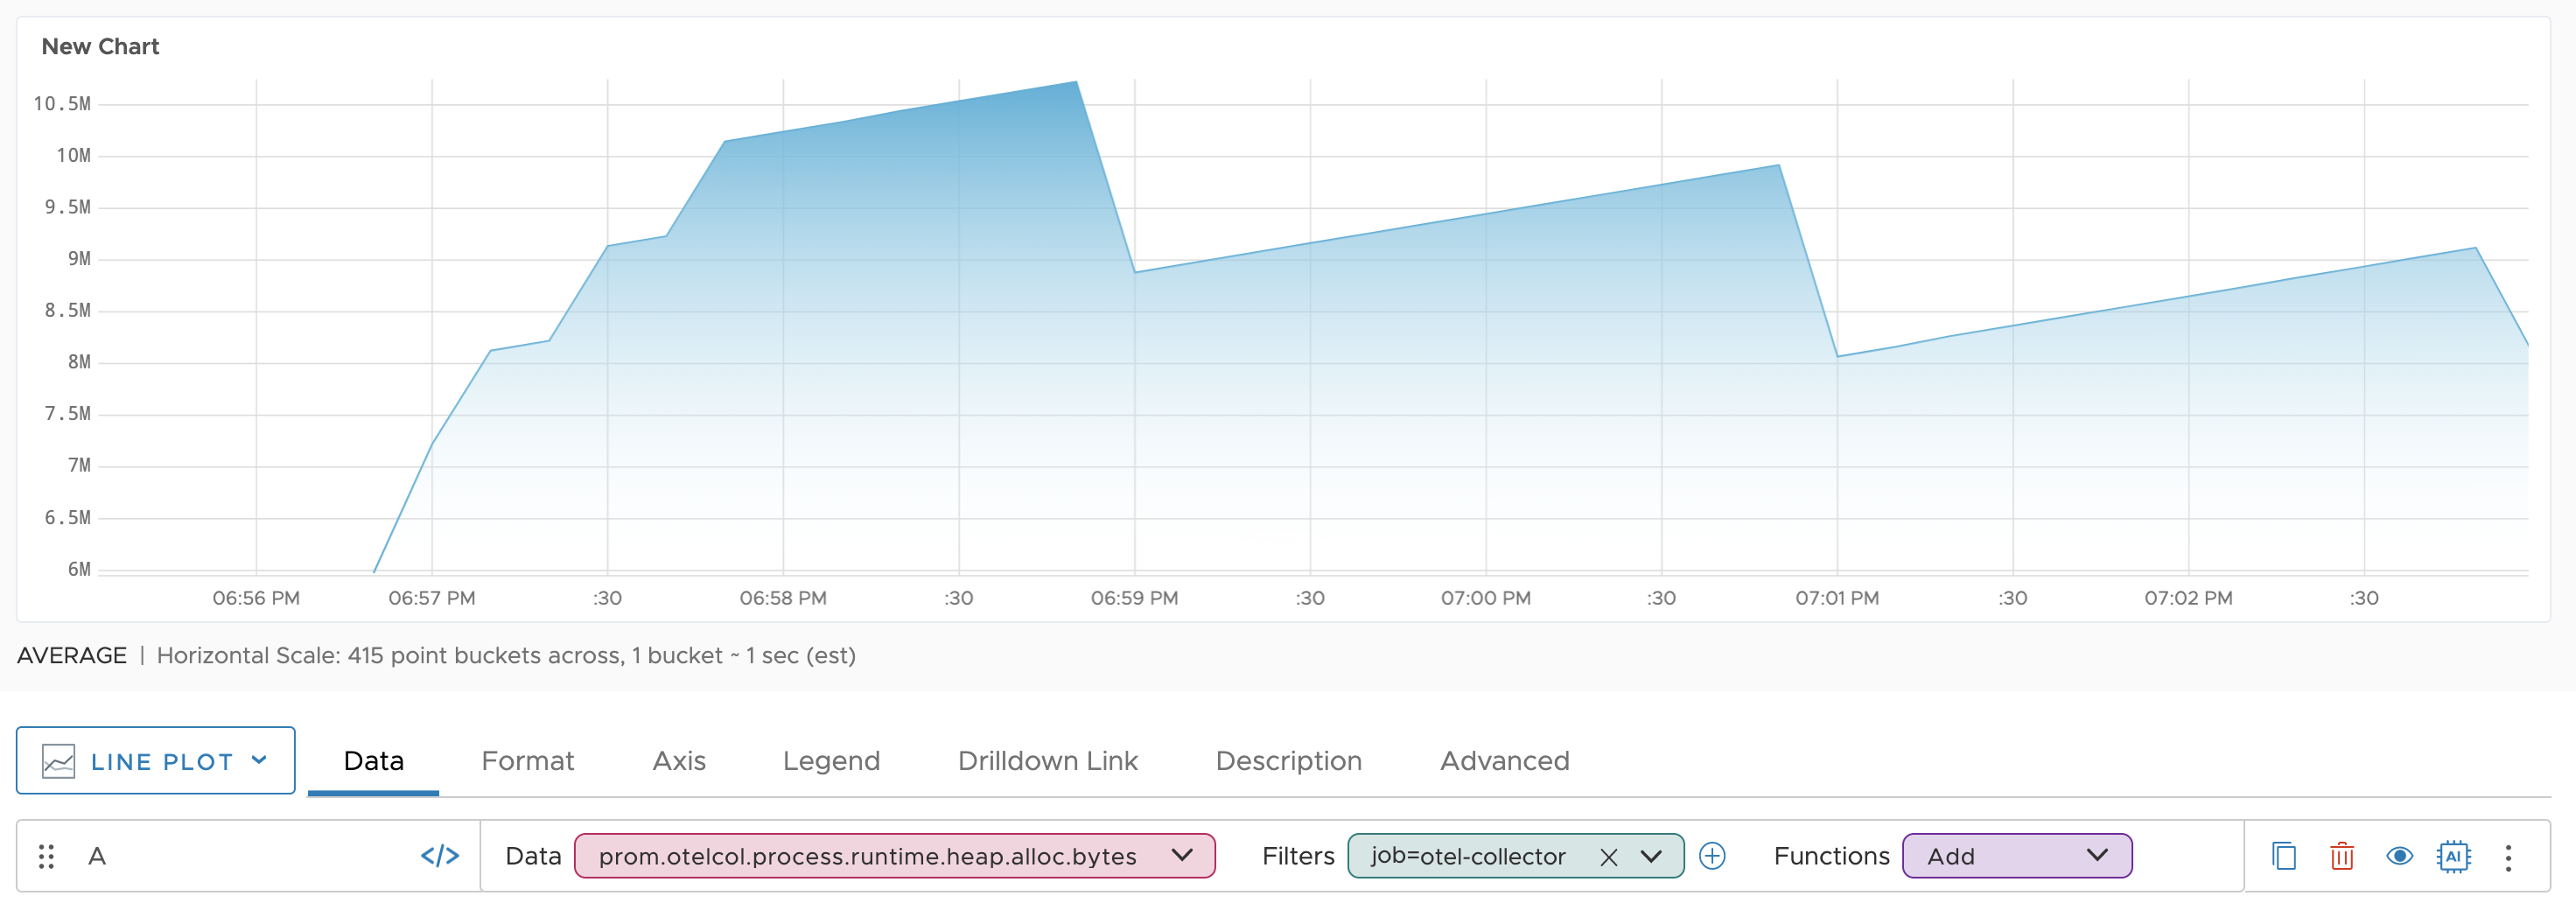 New Chart
10.5M
10M
9.5M
9M
8.5M
8M
7.5M
7M
6.5M
6M
06:56 PM 06:57 PM :30 06:58 PM :30 06:59 PM :30 07:00 PM :30 07:01 PM :30 07:02 PM :30
AVERAGE | Horizontal Scale: 415 point buckets across, 1 bucket ~ 1 sec (est)
LINE PLOT Data Format Axis Legend Drilldown Link Description Advanced
A </> Data prom.otelcol.process.runtime.heap.alloc.bytes Filters job=otel-collector Functions Add AI